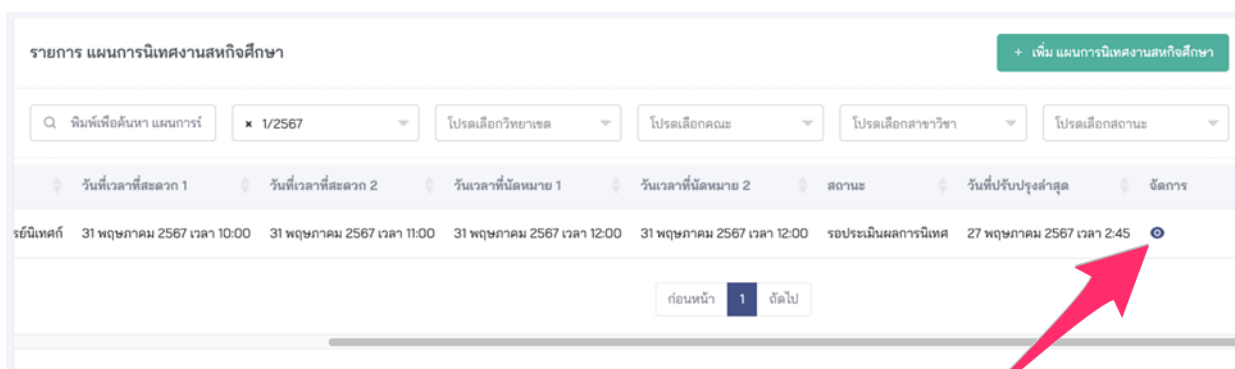 รายการ แผนการนิเทศงานสหกิจศึกษา
+ เพิ่ม แผนการนิเทศงานสหกิจศึกษา
พิมพ์เพื่อค้นหา แผนการร์ × 1/2567 โปรดเลือกวิทยาเขต โปรดเลือกคณะ โปรดเลือกสาขาวิชา โปรดเลือกสถานะ
วันที่เวลาที่สะดวก 1 วันที่เวลาที่สะดวก 2 วันเวลาที่นัดหมาย 1 วันเวลาที่นัดหมาย 2 สถานะ วันที่ปรับปรุงล่าสุด จัดการ
รย์นิเทศก์ 31 พฤษภาคม 2567 เวลา 10:00 31 พฤษภาคม 2567 เวลา 11:00 31 พฤษภาคม 2567 เวลา 12:00 31 พฤษภาคม 2567 เวลา 12:00 รอประเมินผลการนิเทศ 27 พฤษภาคม 2567 เวลา 2:45
ก่อนหน้า 1 ถัดไป